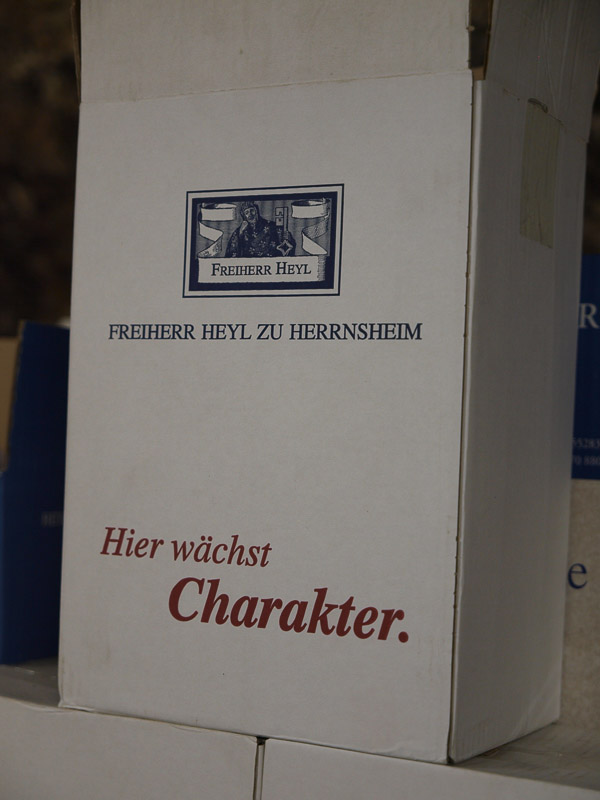 FREIHERR HEYL
FREIHERR HEYL ZU HERRNSHEIM
Hier wächst
Charakter.
R
e